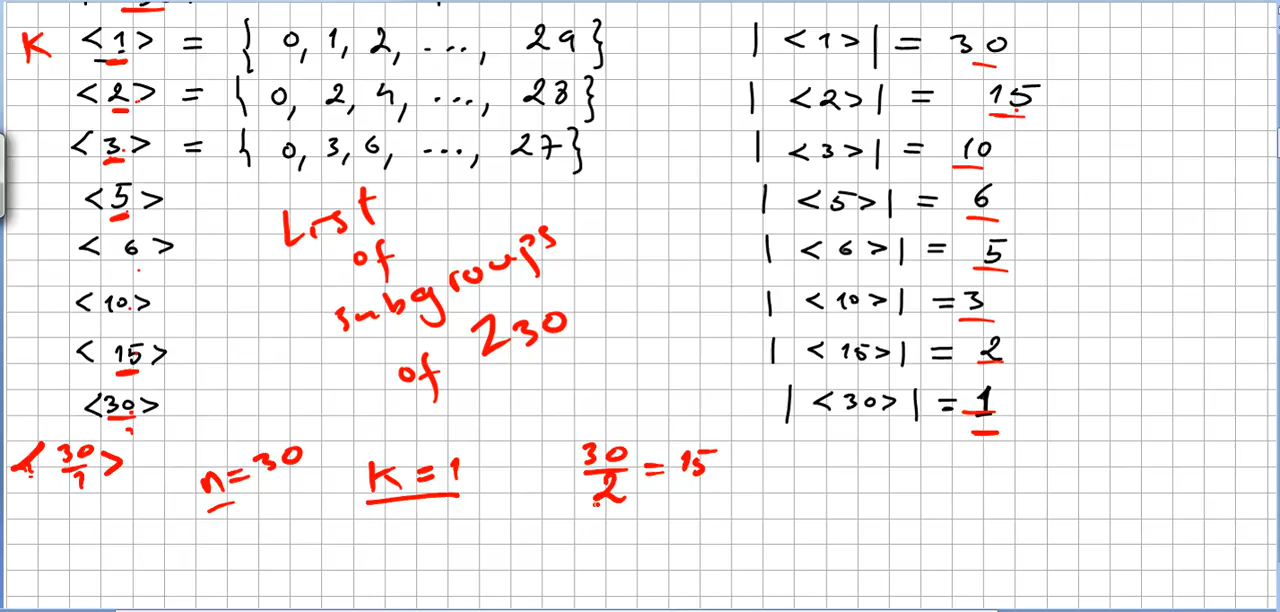 K <1> = { 0, 1, 2, ..., 29 } | <1> | = 30
<2> = { 0, 2, 4, ..., 28 } | <2> | = 15
<3> = { 0, 3, 6, ..., 27 } | <3> | = 10
<5> | <5> | = 6
<6> | <6> | = 5
<10> | <10> | = 3
<15> | <15> | = 2
<30> | <30> | = 1
List
of
subgroups
of Z30
<30/1> n = 30 K = 1 30/2 = 15